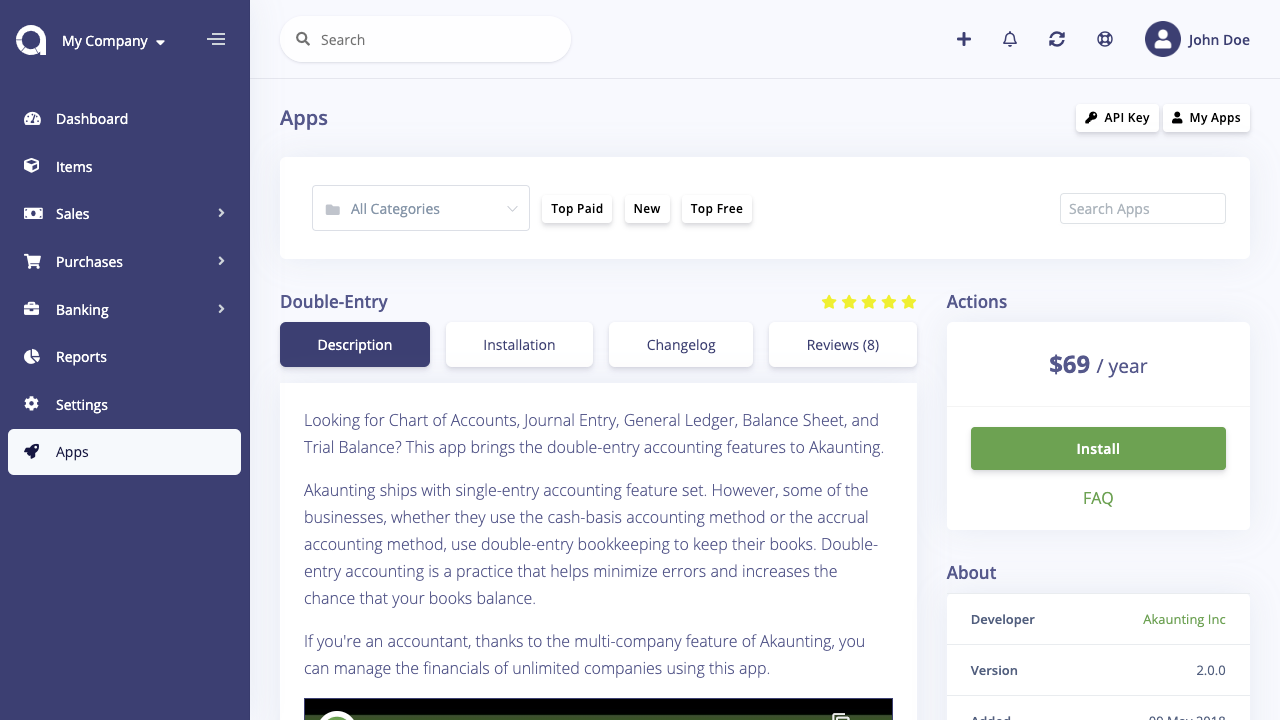 My Company
Search
John Doe
Dashboard
Items
Sales
Purchases
Banking
Reports
Settings
Apps
Apps
API Key
My Apps
All Categories
Top Paid
New
Top Free
Search Apps
Double-Entry
Description
Installation
Changelog
Reviews (8)
Looking for Chart of Accounts, Journal Entry, General Ledger, Balance Sheet, and
Trial Balance? This app brings the double-entry accounting features to Akaunting.
Akaunting ships with single-entry accounting feature set. However, some of the
businesses, whether they use the cash-basis accounting method or the accrual
accounting method, use double-entry bookkeeping to keep their books. Double-
entry accounting is a practice that helps minimize errors and increases the
chance that your books balance.
If you're an accountant, thanks to the multi-company feature of Akaunting, you
can manage the financials of unlimited companies using this app.
Actions
$69 / year
Install
FAQ
About
Developer Akaunting Inc
Version 2.0.0
Added 09 May 2018